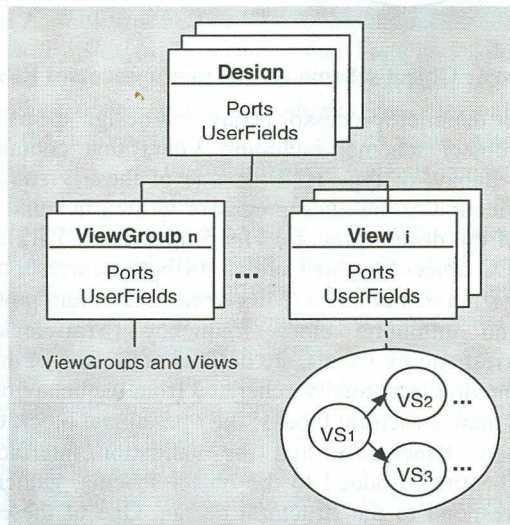 Design
Ports
UserFields
ViewGroup n
Ports
UserFields
...
View
Ports
UserFields
ViewGroups and Views
VS2 ...
VS1
VS3 ...